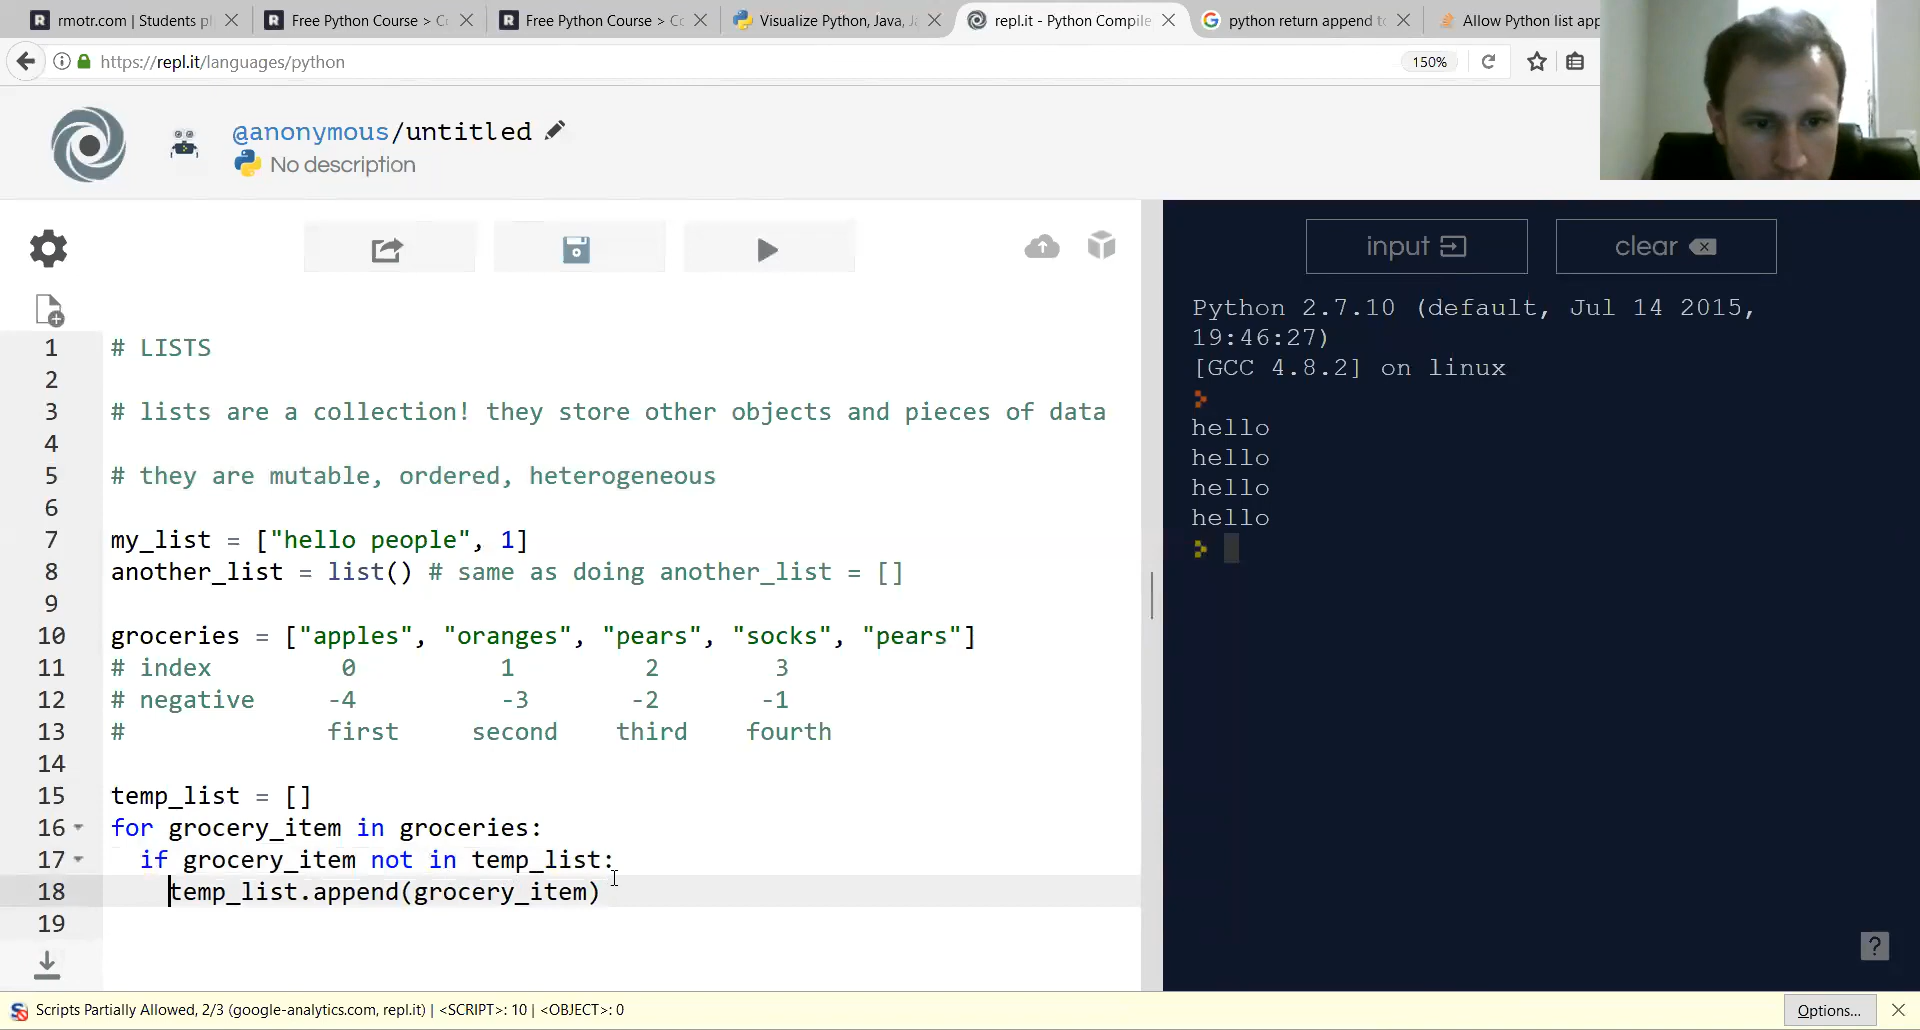 rmotr.com | Students pl
Free Python Course > Co
Free Python Course > Co
Visualize Python, Java, J
repl.it - Python Compile
python return append to
Allow Python list app
https://repl.it/languages/python
150%
@anonymous/untitled
No description
input
clear
1 # LISTS
2
3 # lists are a collection! they store other objects and pieces of data
4
5 # they are mutable, ordered, heterogeneous
6
7 my_list = ["hello people", 1]
8 another_list = list() # same as doing another_list = []
9
10 groceries = ["apples", "oranges", "pears", "socks", "pears"]
11 # index 0 1 2 3
12 # negative -4 -3 -2 -1
13 # first second third fourth
14
15 temp_list = []
16 for grocery_item in groceries:
17 if grocery_item not in temp_list:
18 temp_list.append(grocery_item)
19
Python 2.7.10 (default, Jul 14 2015,
19:46:27)
[GCC 4.8.2] on linux
hello
hello
hello
hello
?
Scripts Partially Allowed, 2/3 (google-analytics.com, repl.it) | <SCRIPT>: 10 | <OBJECT>: 0
Options...